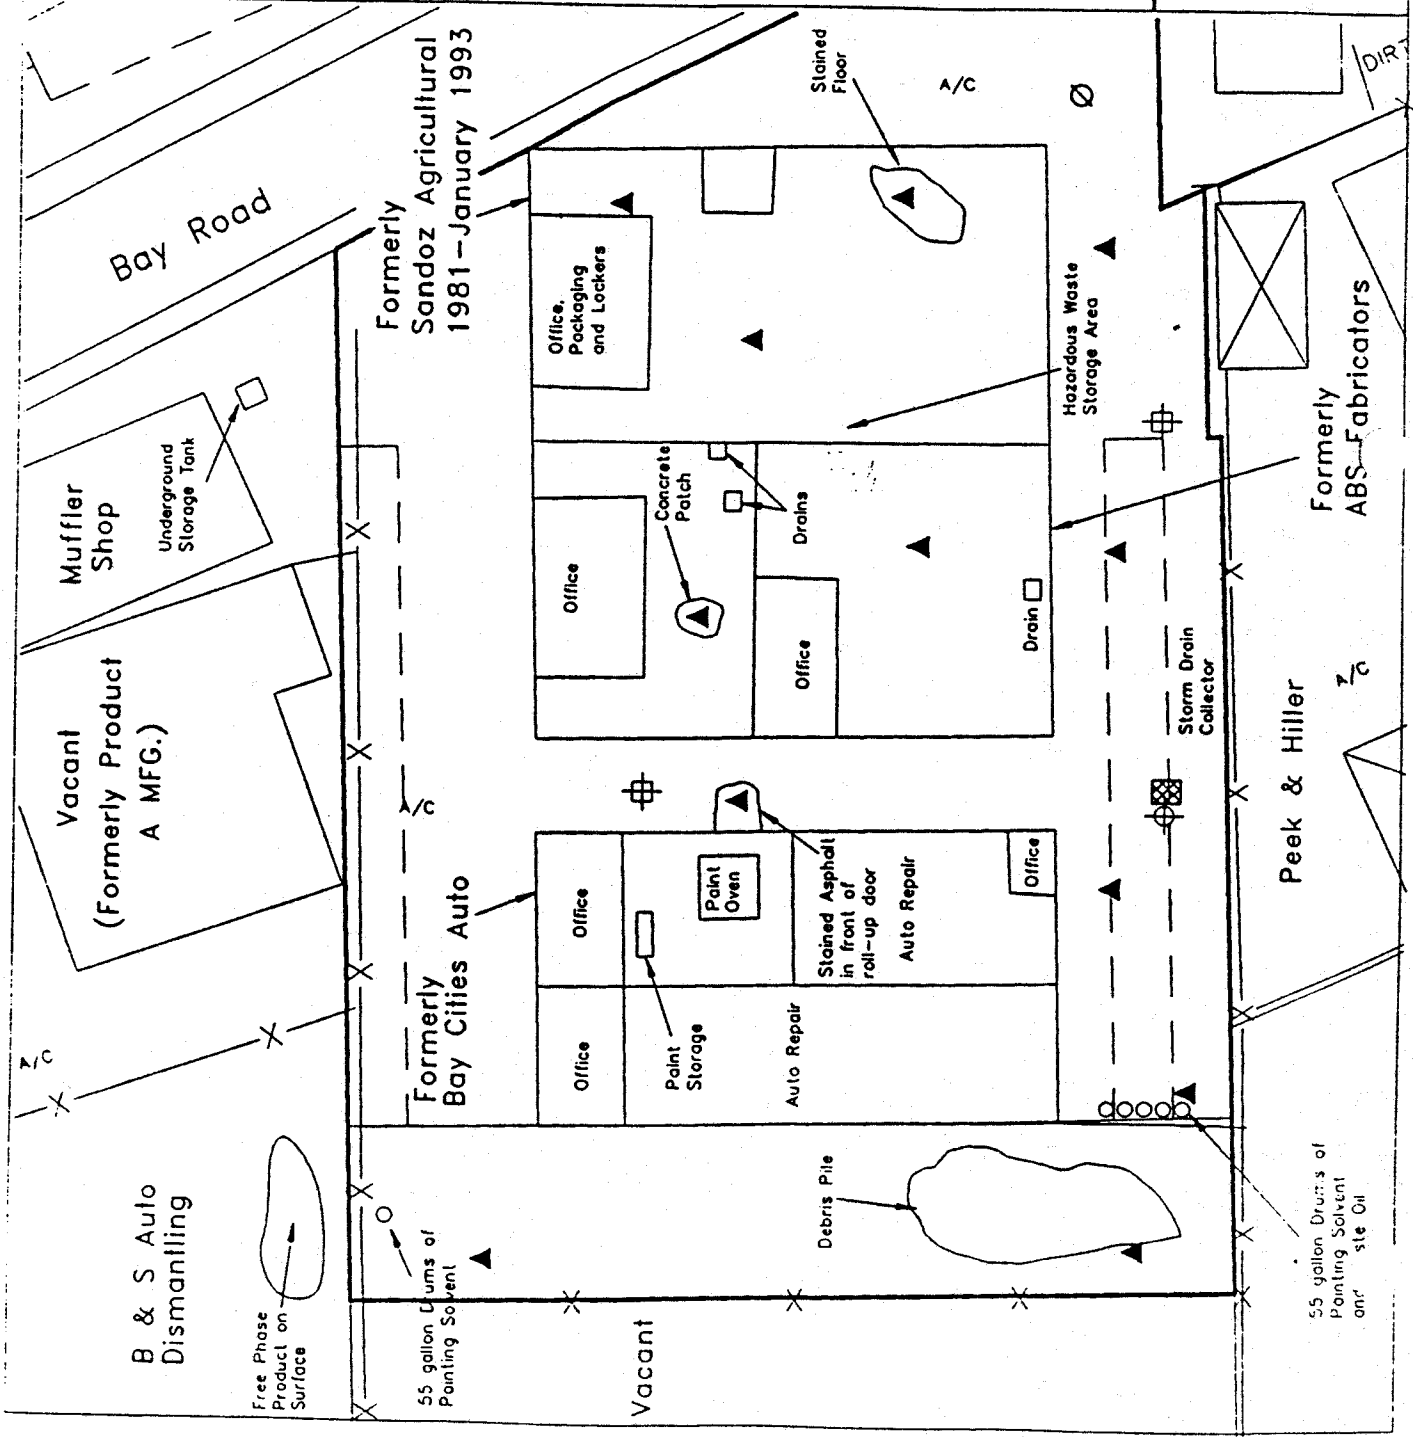 Bay Road
Formerly
Sandoz Agricultural
1981-January 1993
Stained
Floor
A/C
DIRT
Muffler
Shop
Underground
Storage Tank
Office,
Packaging
and Lockers
Hazardous Waste
Storage Area
Formerly
ABS Fabricators
Concrete
Patch
Drains
Office
Office
Drain
Storm Drain
Collector
Vacant
(Formerly Product
A MFG.)
A/C
Peek & Hiller
A/C
Formerly
Bay Cities Auto
Office
Paint
Oven
Stained Asphalt
in front of
roll-up door
Auto Repair
Office
Office
Paint
Storage
Auto Repair
A/C
B & S Auto
Dismantling
Free Phase
Product on
Surface
55 gallon Drums of
Painting Solvent
Debris Pile
55 gallon Drums of
Painting Solvent
and Oil
Vacant